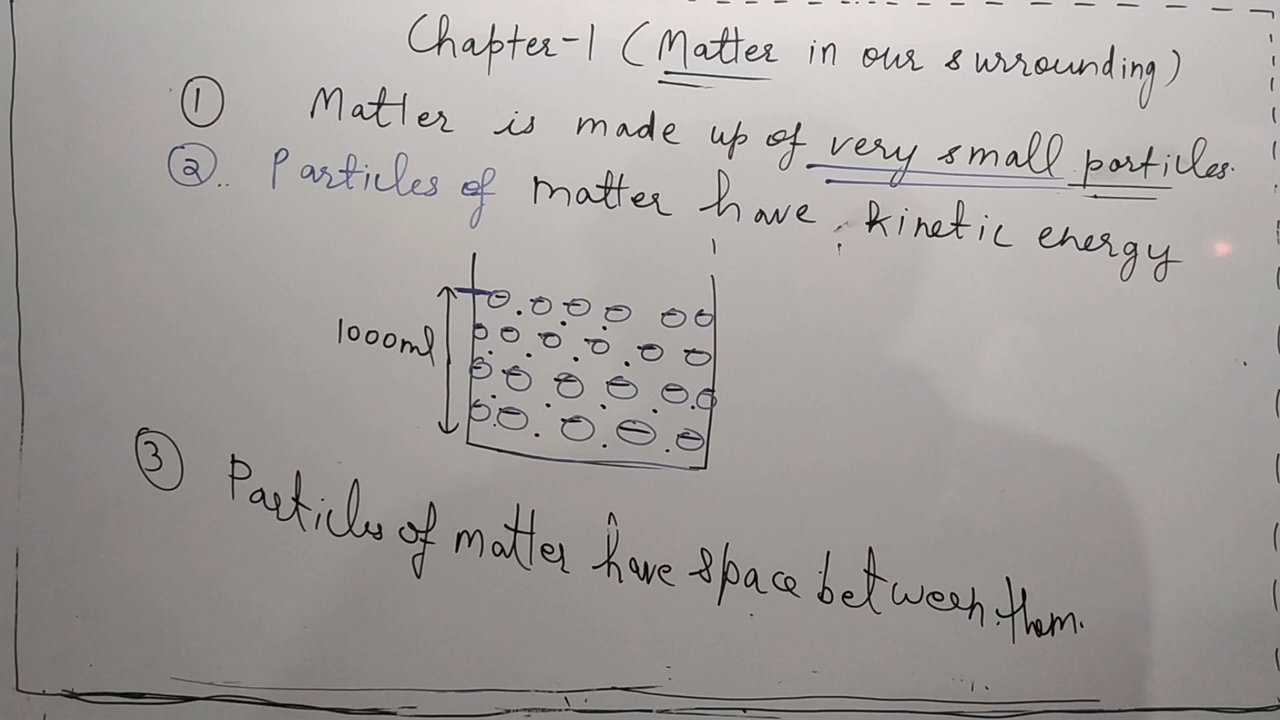 Chapter-1 (Matter in our surrounding)
① Matter is made up of very small particles.
②.. Particles of matter have kinetic energy
1000ml
③ Particles of matter have space between them.